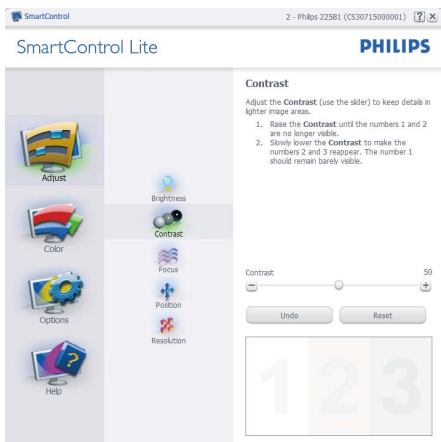 SmartControl
2 - Philips 225B1 (CS30715000001)
SmartControl Lite
PHILIPS
Adjust
Color
Options
Help
Brightness
Contrast
Focus
Position
Resolution
Contrast
Adjust the Contrast (use the slider) to keep details in
lighter image areas.
1. Raise the Contrast until the numbers 1 and 2
are no longer visible.
2. Slowly lower the Contrast to make the
numbers 2 and 3 reappear. The number 1
should remain barely visible.
Contrast 50
Undo Reset
1 2 3